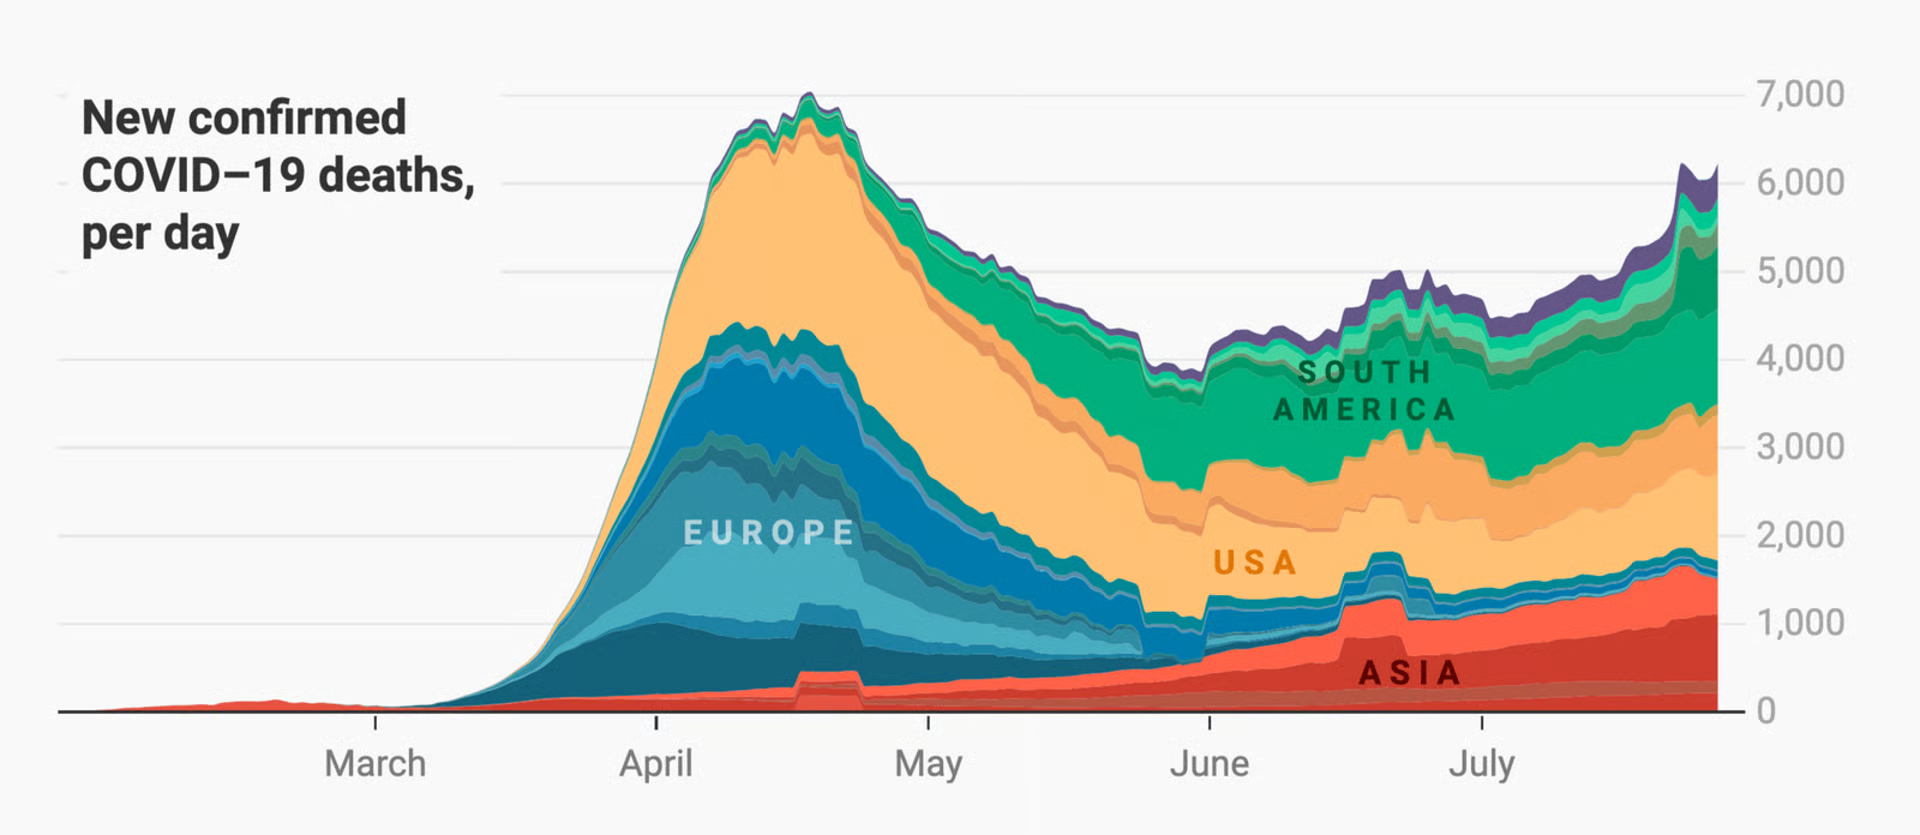 New confirmed
COVID–19 deaths,
per day
7,000
6,000
5,000
4,000
3,000
2,000
1,000
0
SOUTH
AMERICA
EUROPE
USA
ASIA
March
April
May
June
July